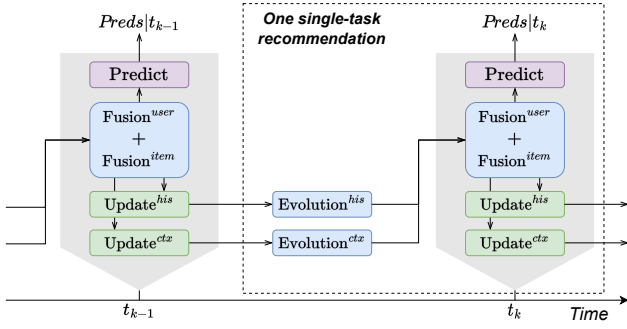 Preds|t_{k-1}
One single-task
recommendation
Preds|t_k
Predict
Predict
Fusion^{user}
+
Fusion^{item}
Fusion^{user}
+
Fusion^{item}
Update^{his}
Evolution^{his}
Update^{his}
Update^{ctx}
Evolution^{ctx}
Update^{ctx}
t_{k-1}
t_k
Time